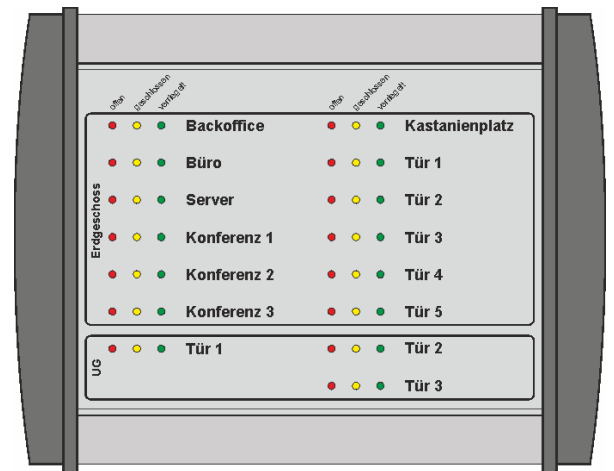 offen geschlossen verriegelt offen geschlossen verriegelt
Erdgeschoss
Backoffice Kastanienplatz
Büro Tür 1
Server Tür 2
Konferenz 1 Tür 3
Konferenz 2 Tür 4
Konferenz 3 Tür 5
UG
Tür 1 Tür 2
Tür 3